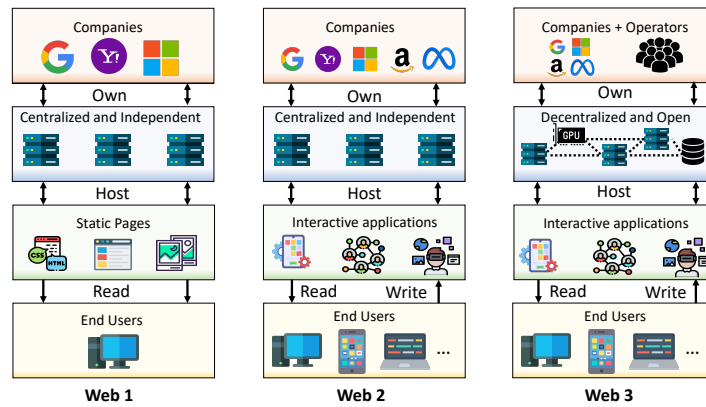 Companies
Y!
Own
Centralized and Independent
Host
Static Pages
CSS
HTML
Read
End Users
Web 1
Companies
Y!
a
Own
Centralized and Independent
Host
Interactive applications
Read
Write
End Users
...
Web 2
Companies + Operators
a
Own
Decentralized and Open
GPU
Host
Interactive applications
Read
Write
End Users
...
Web 3